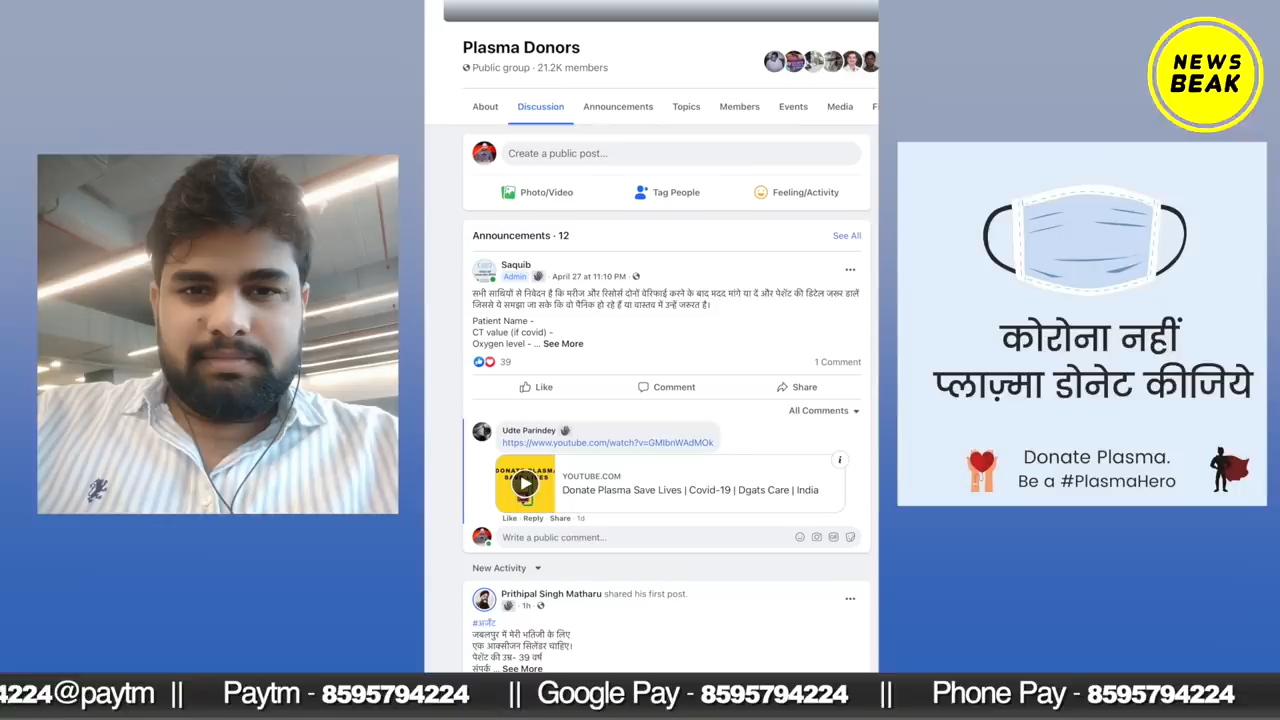 Plasma Donors
Public group · 21.2K members
About
Discussion
Announcements
Topics
Members
Events
Media
Create a public post...
Photo/Video
Tag People
Feeling/Activity
Announcements · 12
See All
Saquib
Admin · April 27 at 11:10 PM ·
सभी साथियों से निवेदन है कि मरीज और रिसोर्स दोनों वेरिफाई करने के बाद मदद मांगे या दें और पेशेंट की डिटेल जरूर डालें
जिससे ये समझा जा सके कि वो पैनिक हो रहे हैं या वास्तव में उन्हें जरुरत है।
Patient Name -
CT value (if covid) -
Oxygen level - ... See More
39
1 Comment
Like
Comment
Share
All Comments
Udte Parindey
https://www.youtube.com/watch?v=GMIbnWAdMOk
DONATE PLASMA
YOUTUBE.COM
Donate Plasma Save Lives | Covid-19 | Dgats Care | India
Like · Reply · Share · 1d
Write a public comment...
New Activity
Prithipal Singh Matharu shared his first post.
· 1h ·
#अर्जेंट
जबलपुर में मेरी भतिजी के लिए
एक आक्सीजन सिलेंडर चाहिए।
पेशेंट की उम्र- 39 वर्ष
संपर्क ... See More
NEWS
BEAK
कोरोना नहीं
प्लाज़्मा डोनेट कीजिये
Donate Plasma.
Be a #PlasmaHero
4224@paytm || Paytm - 8595794224 || Google Pay - 8595794224 || Phone Pay - 8595794224